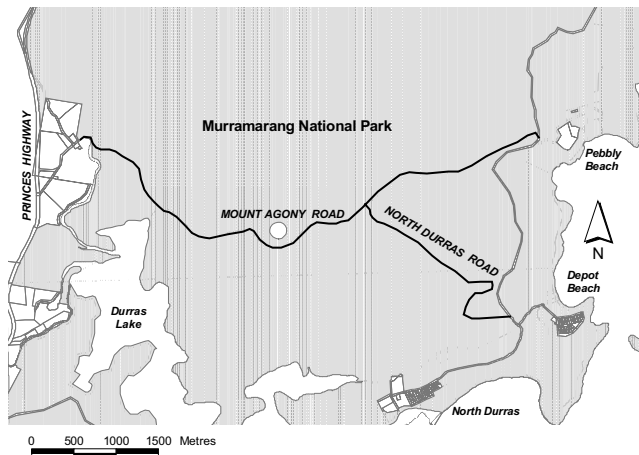 Murramarang National Park
PRINCES HIGHWAY
Pebbly
Beach
MOUNT AGONY ROAD
NORTH DURRAS ROAD
N
Depot
Beach
Durras
Lake
North Durras
0 500 1000 1500 Metres